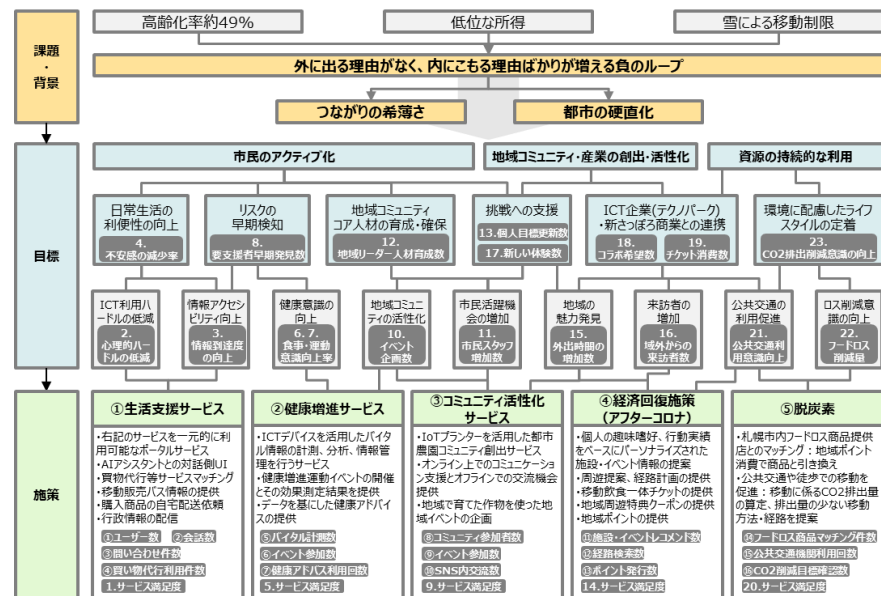 高齢化率約49%
低位な所得
雪による移動制限
課題
・
背景
外に出る理由がなく、内にこもる理由ばかりが増える負のループ
つながりの希薄さ
都市の硬直化
目標
市民のアクティブ化
地域コミュニティ・産業の創出・活性化
資源の持続的な利用
日常生活の
利便性の向上
4.
不安感の減少率
リスクの
早期検知
8.
要支援者早期発見数
地域コミュニティ
コア人材の育成・確保
12.
地域リーダー人材育成数
挑戦への支援
13.個人目標更新数
17.新しい体験数
ICT企業(テクノパーク)
・新さっぽろ商業との連携
18.
コラボ希望数
19.
チケット消費数
環境に配慮したライフ
スタイルの定着
23.
CO2排出削減意識の向上
ICT利用ハ
ードルの低減
2.
心理的ハー
ドルの低減
情報アクセシ
ビリティ向上
3.
情報到達度
の向上
健康意識の
向上
6. 7.
食事・運動
意識向上率
地域コミュニ
ティの活性化
10.
イベント
企画数
市民活躍機
会の増加
11.
市民スタッフ
増加数
地域の
魅力発見
15.
外出時間の
増加数
来訪者の
増加
16.
域外からの
来訪者数
公共交通の
利用促進
21.
公共交通利
用意識向上
ロス削減意
識の向上
22.
フードロス
削減量
施策
①生活支援サービス
・右記のサービスを一元的に利
用可能なポータルサービス
・AIアシスタントとの対話側UI
・買物代行等サービスマッチング
・移動販売バス情報の提供
・購入商品の自宅配送依頼
・行政情報の配信
①ユーザー数
②会話数
③問い合わせ件数
④買い物代行利用件数
1.サービス満足度
②健康増進サービス
・ICTデバイスを活用したバイタ
ル情報の計測、分析、情報管
理を行うサービス
・健康増進運動イベントの開催
とその効果測定結果を提供
・データを基にした健康アドバイ
スの提供
⑤バイタル計測数
⑥イベント参加数
⑦健康アドバス利用回数
5.サービス満足度
③コミュニティ活性化
サービス
・IoTプランターを活用した都市
農園コミュニティ創出サービス
・オンライン上でのコミュニケーショ
ン支援とオフラインでの交流機会
提供
・地域で育てた作物を使った地
域イベントの企画
⑧コミュニティ参加者数
⑨イベント参加数
⑩SNS内交流数
9.サービス満足度
④経済回復施策
(アフターコロナ)
・個人の趣味嗜好、行動実績
をベースにパーソナライズされた
施設・イベント情報の提案
・周遊提案、経路計画の提供
・移動飲食一体チケットの提供
・地域周遊特典クーポンの提供
・地域ポイントの提供
⑪施設・イベントレコメンド数
⑫経路検索数
⑬ポイント発行数
14.サービス満足度
⑤脱炭素
・札幌市内フードロス商品提供
店とのマッチング:地域ポイント
消費で商品と引き換え
・公共交通や徒歩での移動を
促進:移動に係るCO2排出量
の算定、排出量の少ない移動
方法・経路を提案
⑭フードロス商品マッチング件数
⑮公共交通機関利用回数
⑯CO2削減目標確認数
20.サービス満足度